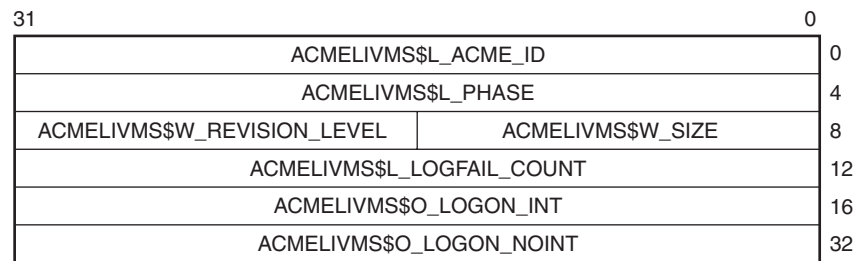 31 0
ACMELIVMS$L_ACME_ID 0
ACMELIVMS$L_PHASE 4
ACMELIVMS$W_REVISION_LEVEL ACMELIVMS$W_SIZE 8
ACMELIVMS$L_LOGFAIL_COUNT 12
ACMELIVMS$O_LOGON_INT 16
ACMELIVMS$O_LOGON_NOINT 32